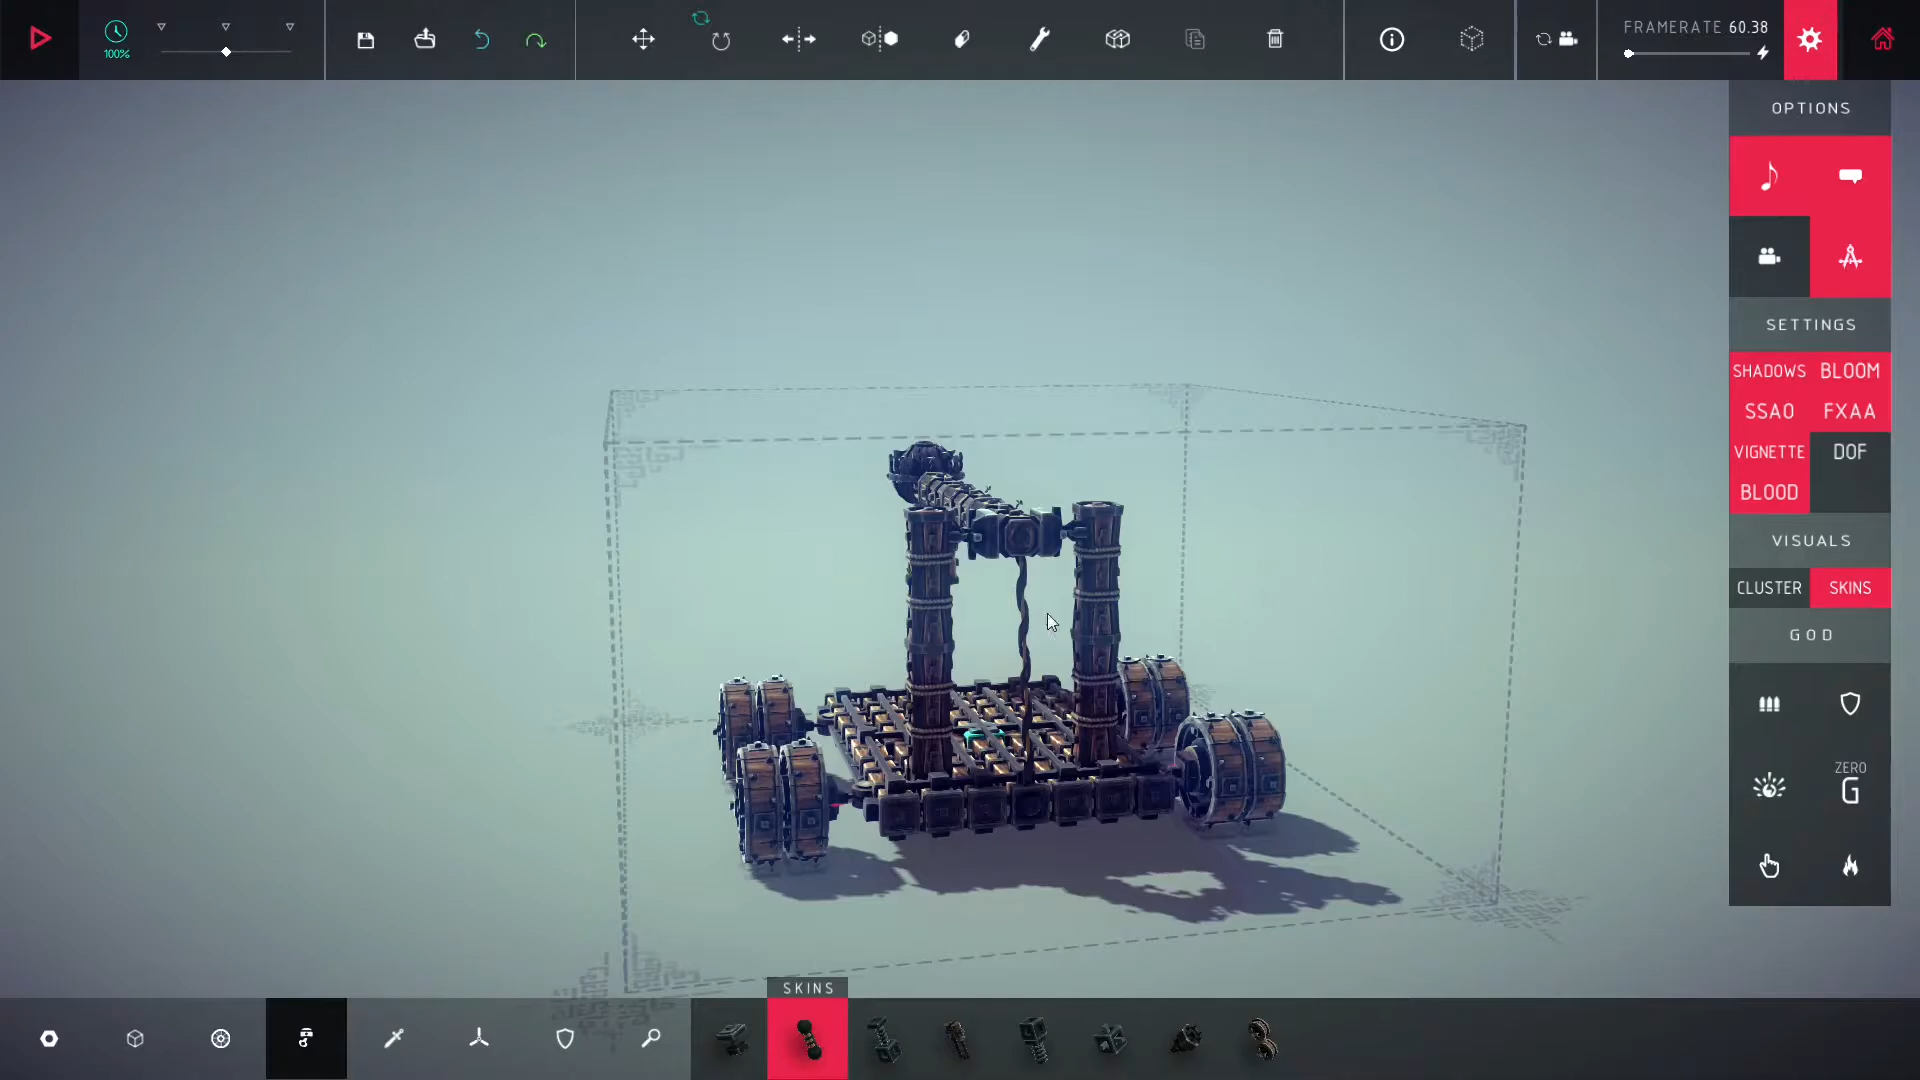 100%
FRAMERATE 60.38
OPTIONS
SETTINGS
SHADOWS BLOOM
SSAO FXAA
VIGNETTE DOF
BLOOD
VISUALS
CLUSTER SKINS
GOD
ZERO
G
SKINS